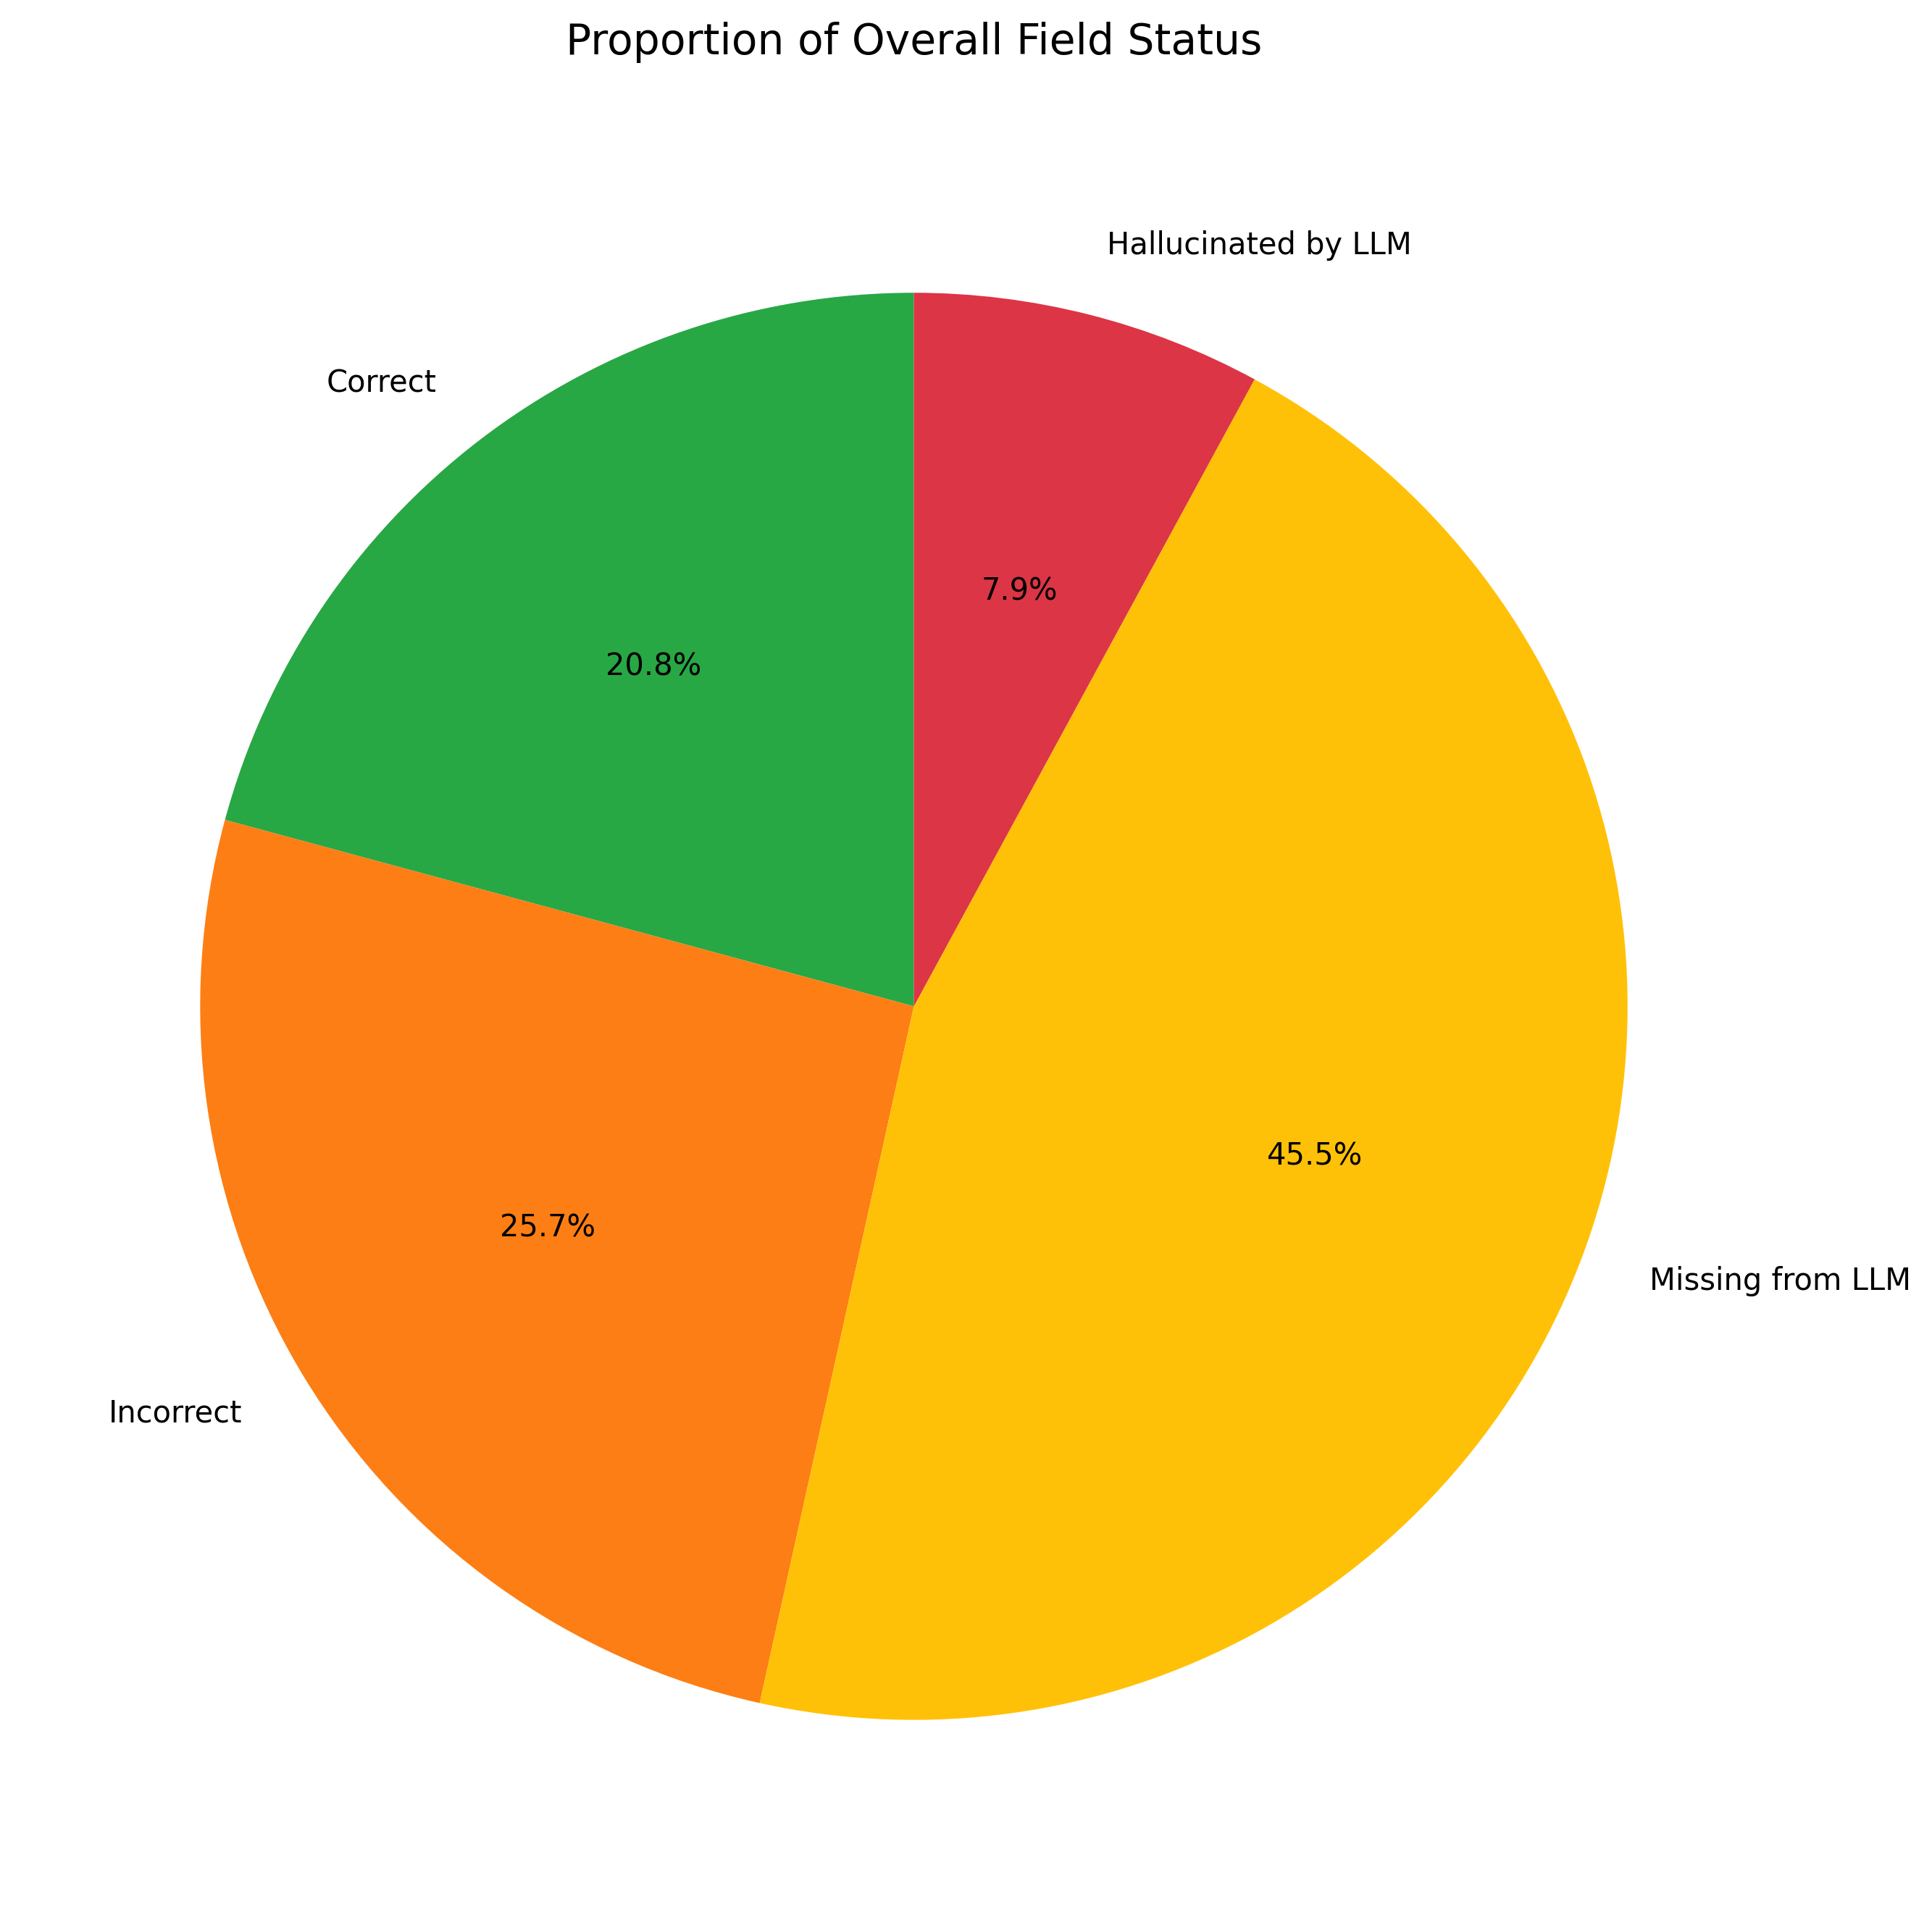 Proportion of Overall Field Status
Hallucinated by LLM
Correct
7.9%
20.8%
45.5%
25.7%
Missing from LLM
Incorrect